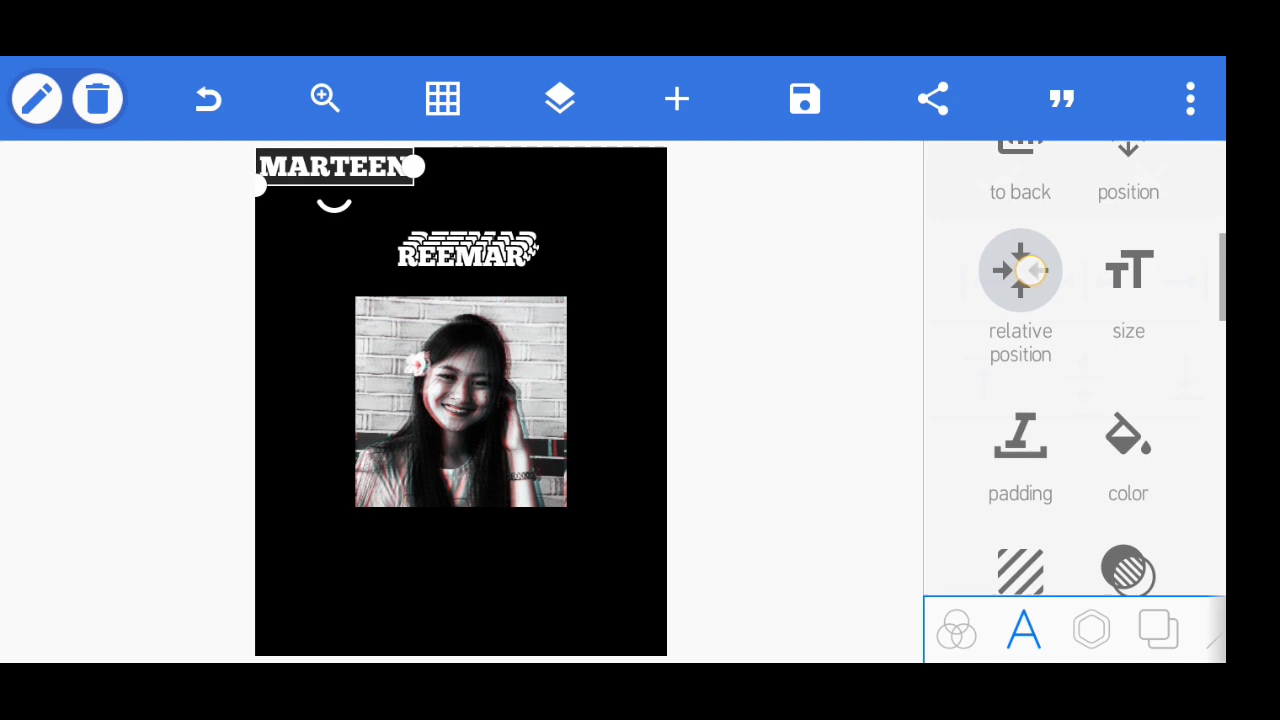 MARTEEN
REEMAR
to back
position
relative
position
size
padding
color